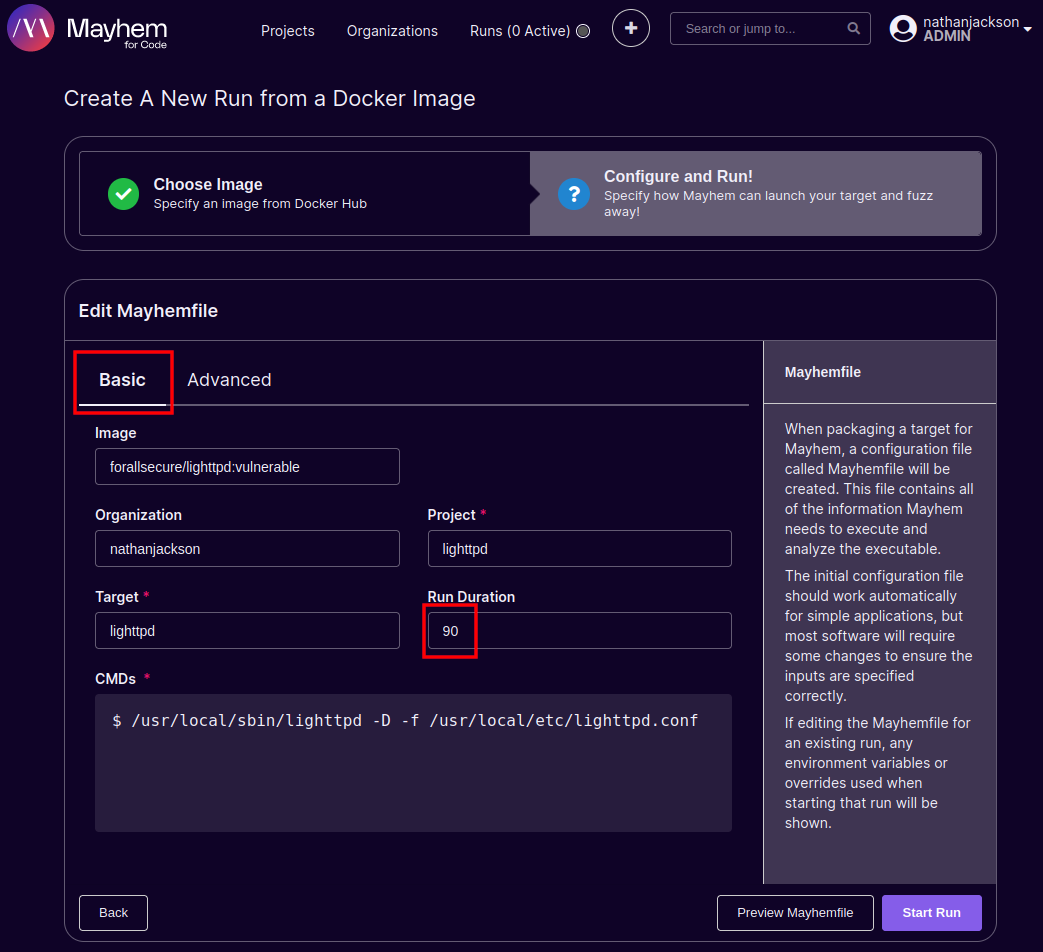 Mayhem
for Code
Projects
Organizations
Runs (0 Active)
Search or jump to...
nathanjackson
ADMIN
Create A New Run from a Docker Image
Choose Image
Specify an image from Docker Hub
Configure and Run!
Specify how Mayhem can launch your target and fuzz
away!
Edit Mayhemfile
Basic
Advanced
Image
forallsecure/lighttpd:vulnerable
Organization
Project *
nathanjackson
lighttpd
Target *
Run Duration
lighttpd
90
CMDs *
$ /usr/local/sbin/lighttpd -D -f /usr/local/etc/lighttpd.conf
Mayhemfile
When packaging a target for
Mayhem, a configuration file
called Mayhemfile will be
created. This file contains all
of the information Mayhem
needs to execute and
analyze the executable.
The initial configuration file
should work automatically
for simple applications, but
most software will require
some changes to ensure the
inputs are specified
correctly.
If editing the Mayhemfile for
an existing run, any
environment variables or
overrides used when
starting that run will be
shown.
Back
Preview Mayhemfile
Start Run